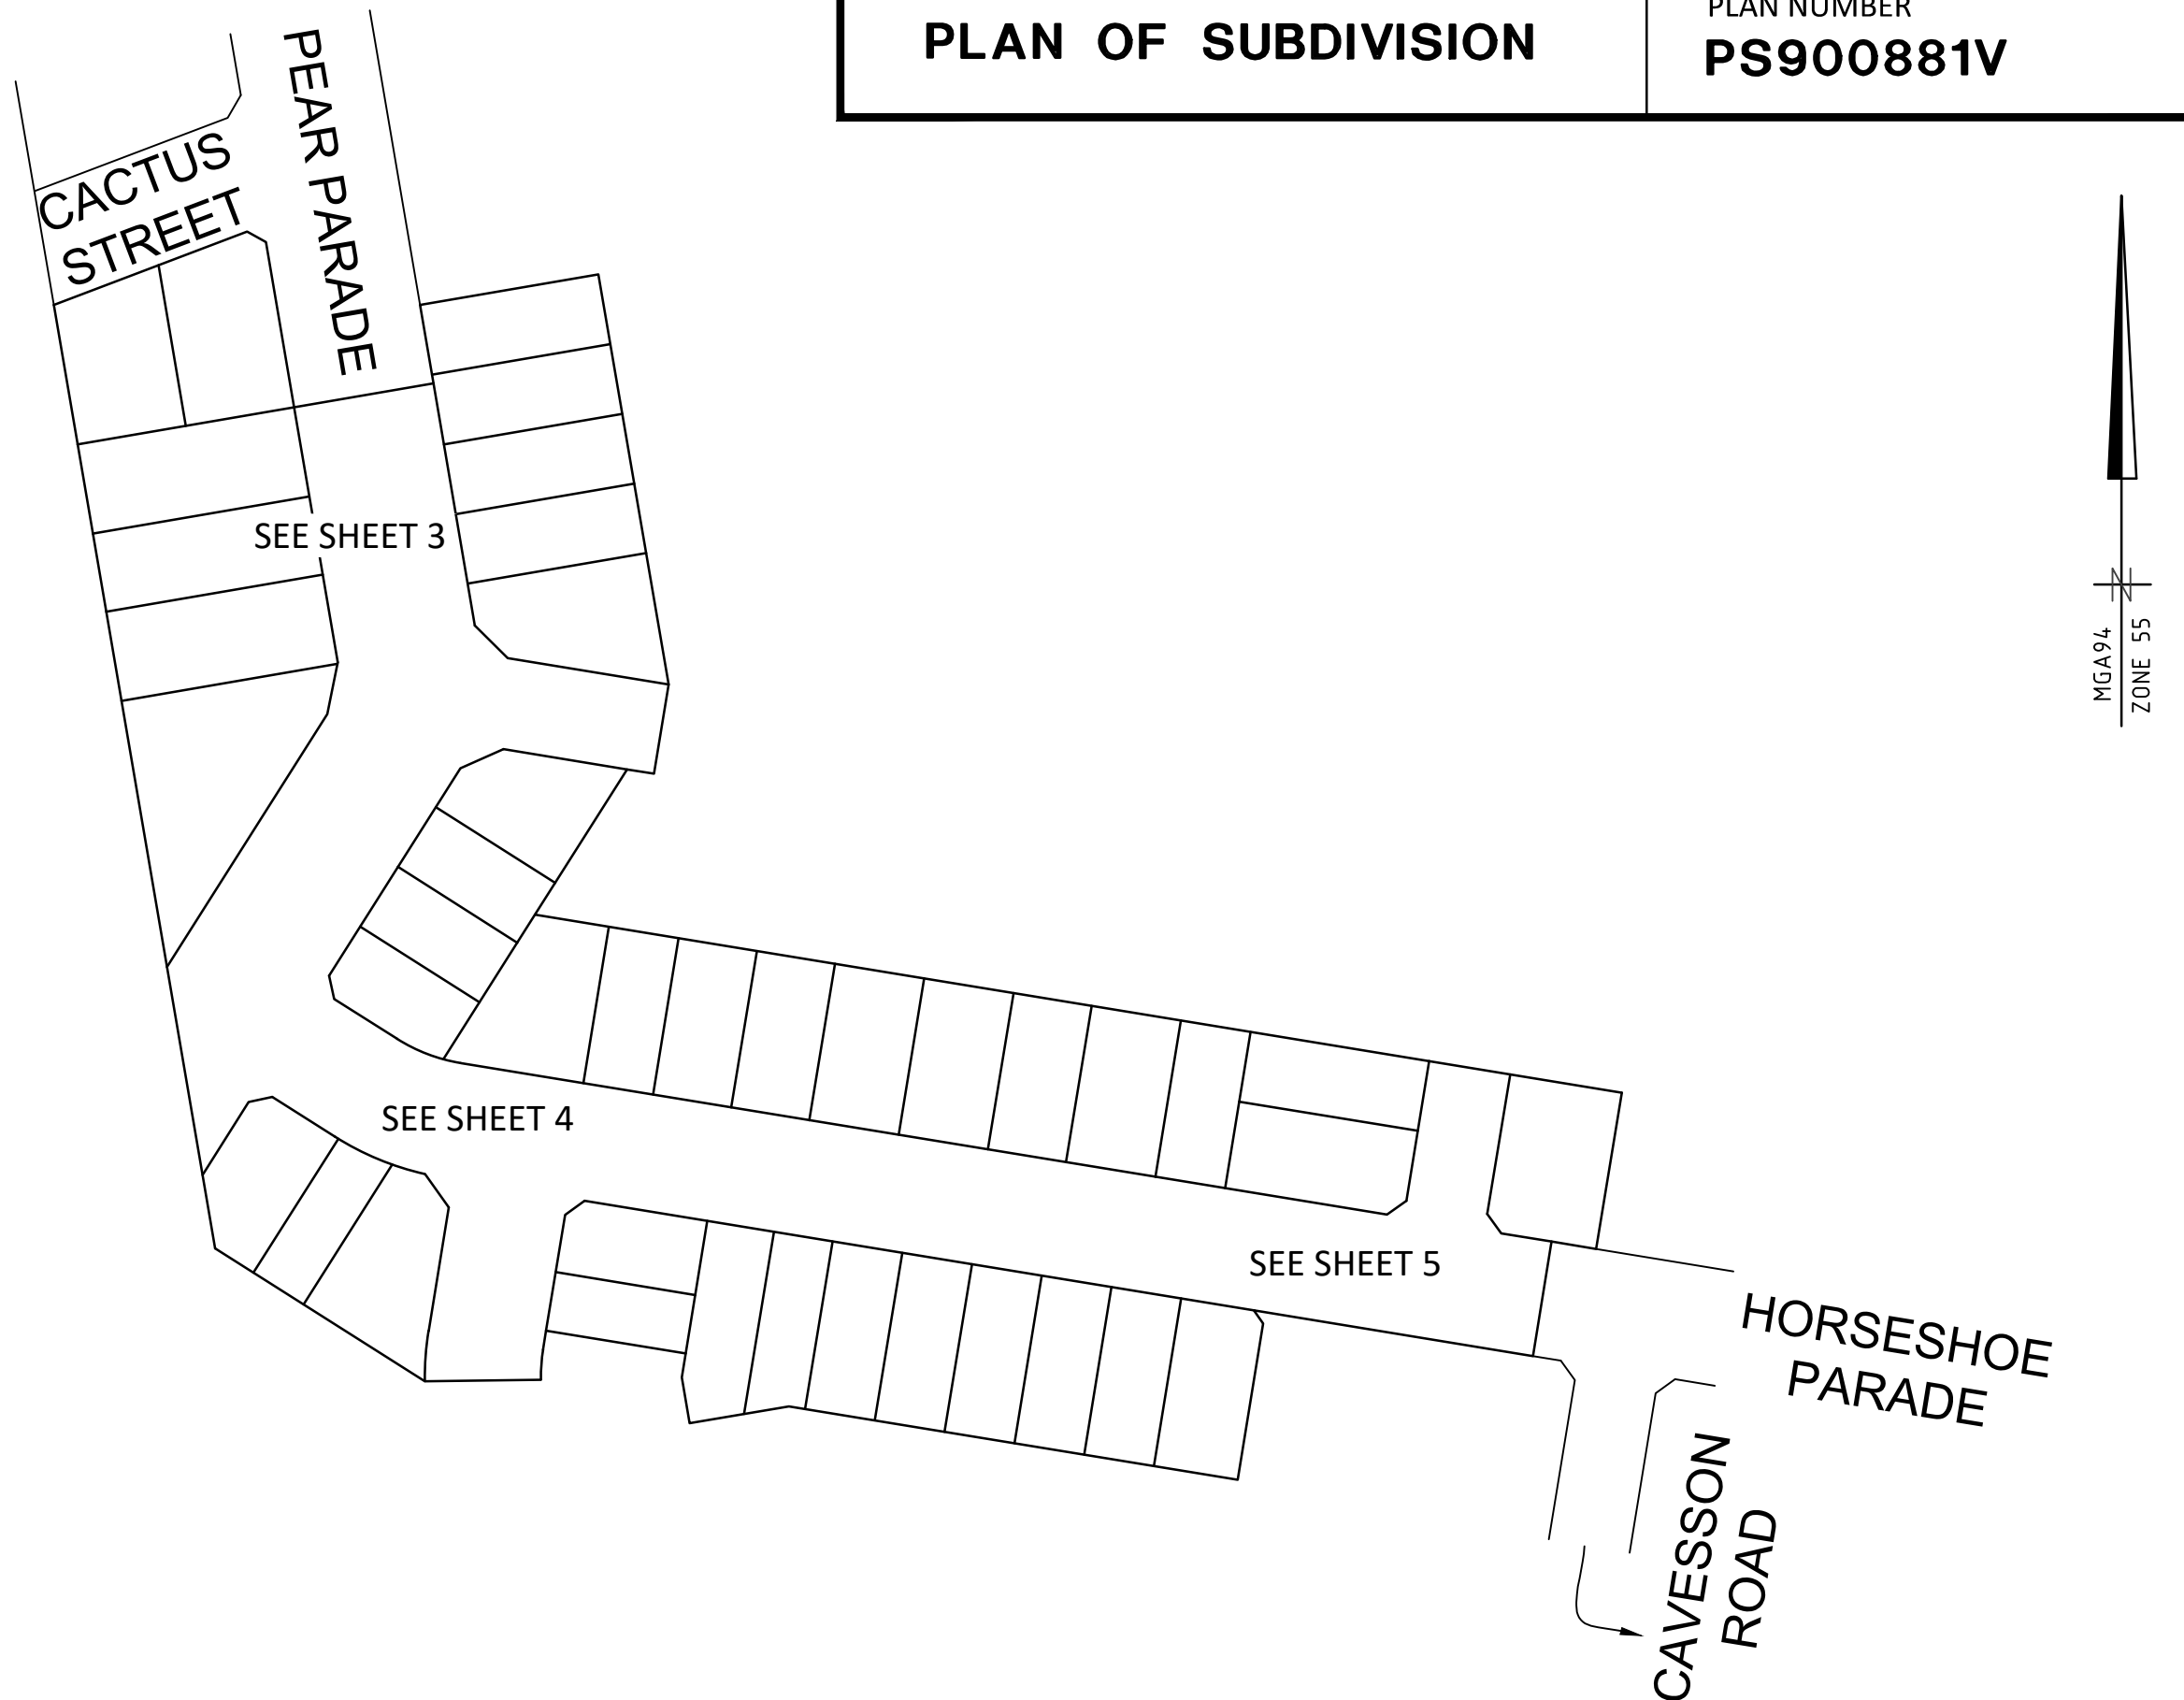 PLAN OF SUBDIVISION
PLAN NUMBER
PS900881V
PEAR PARADE
CACTUS
STREET
SEE SHEET 3
MGA94
ZONE 55
N
SEE SHEET 4
SEE SHEET 5
HORSESHOE
PARADE
CAVESSON
ROAD